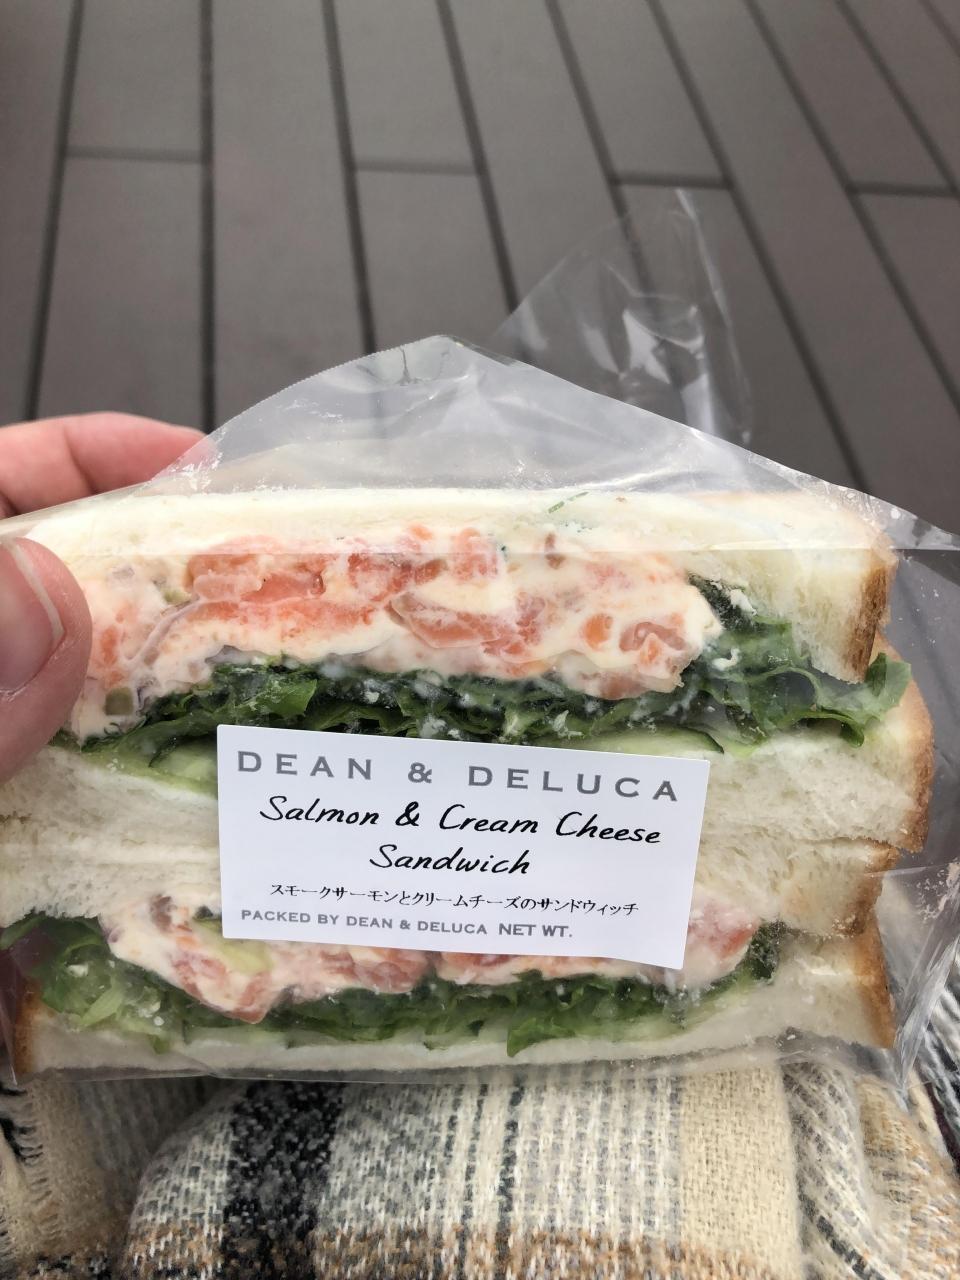 DEAN & DELUCA
Salmon & Cream Cheese
Sandwich
スモークサーモンとクリームチーズのサンドウィッチ
PACKED BY DEAN & DELUCA NET WT.